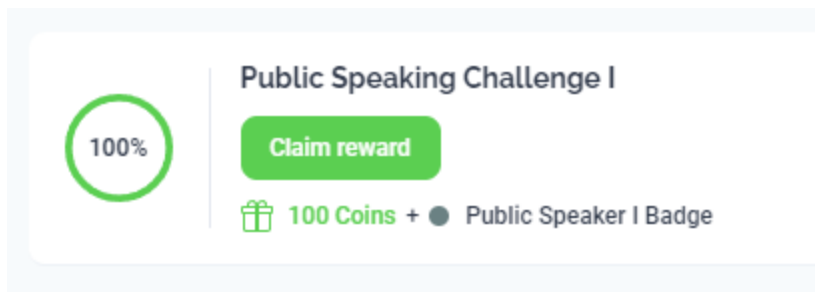 Public Speaking Challenge I
100%
Claim reward
100 Coins + Public Speaker I Badge